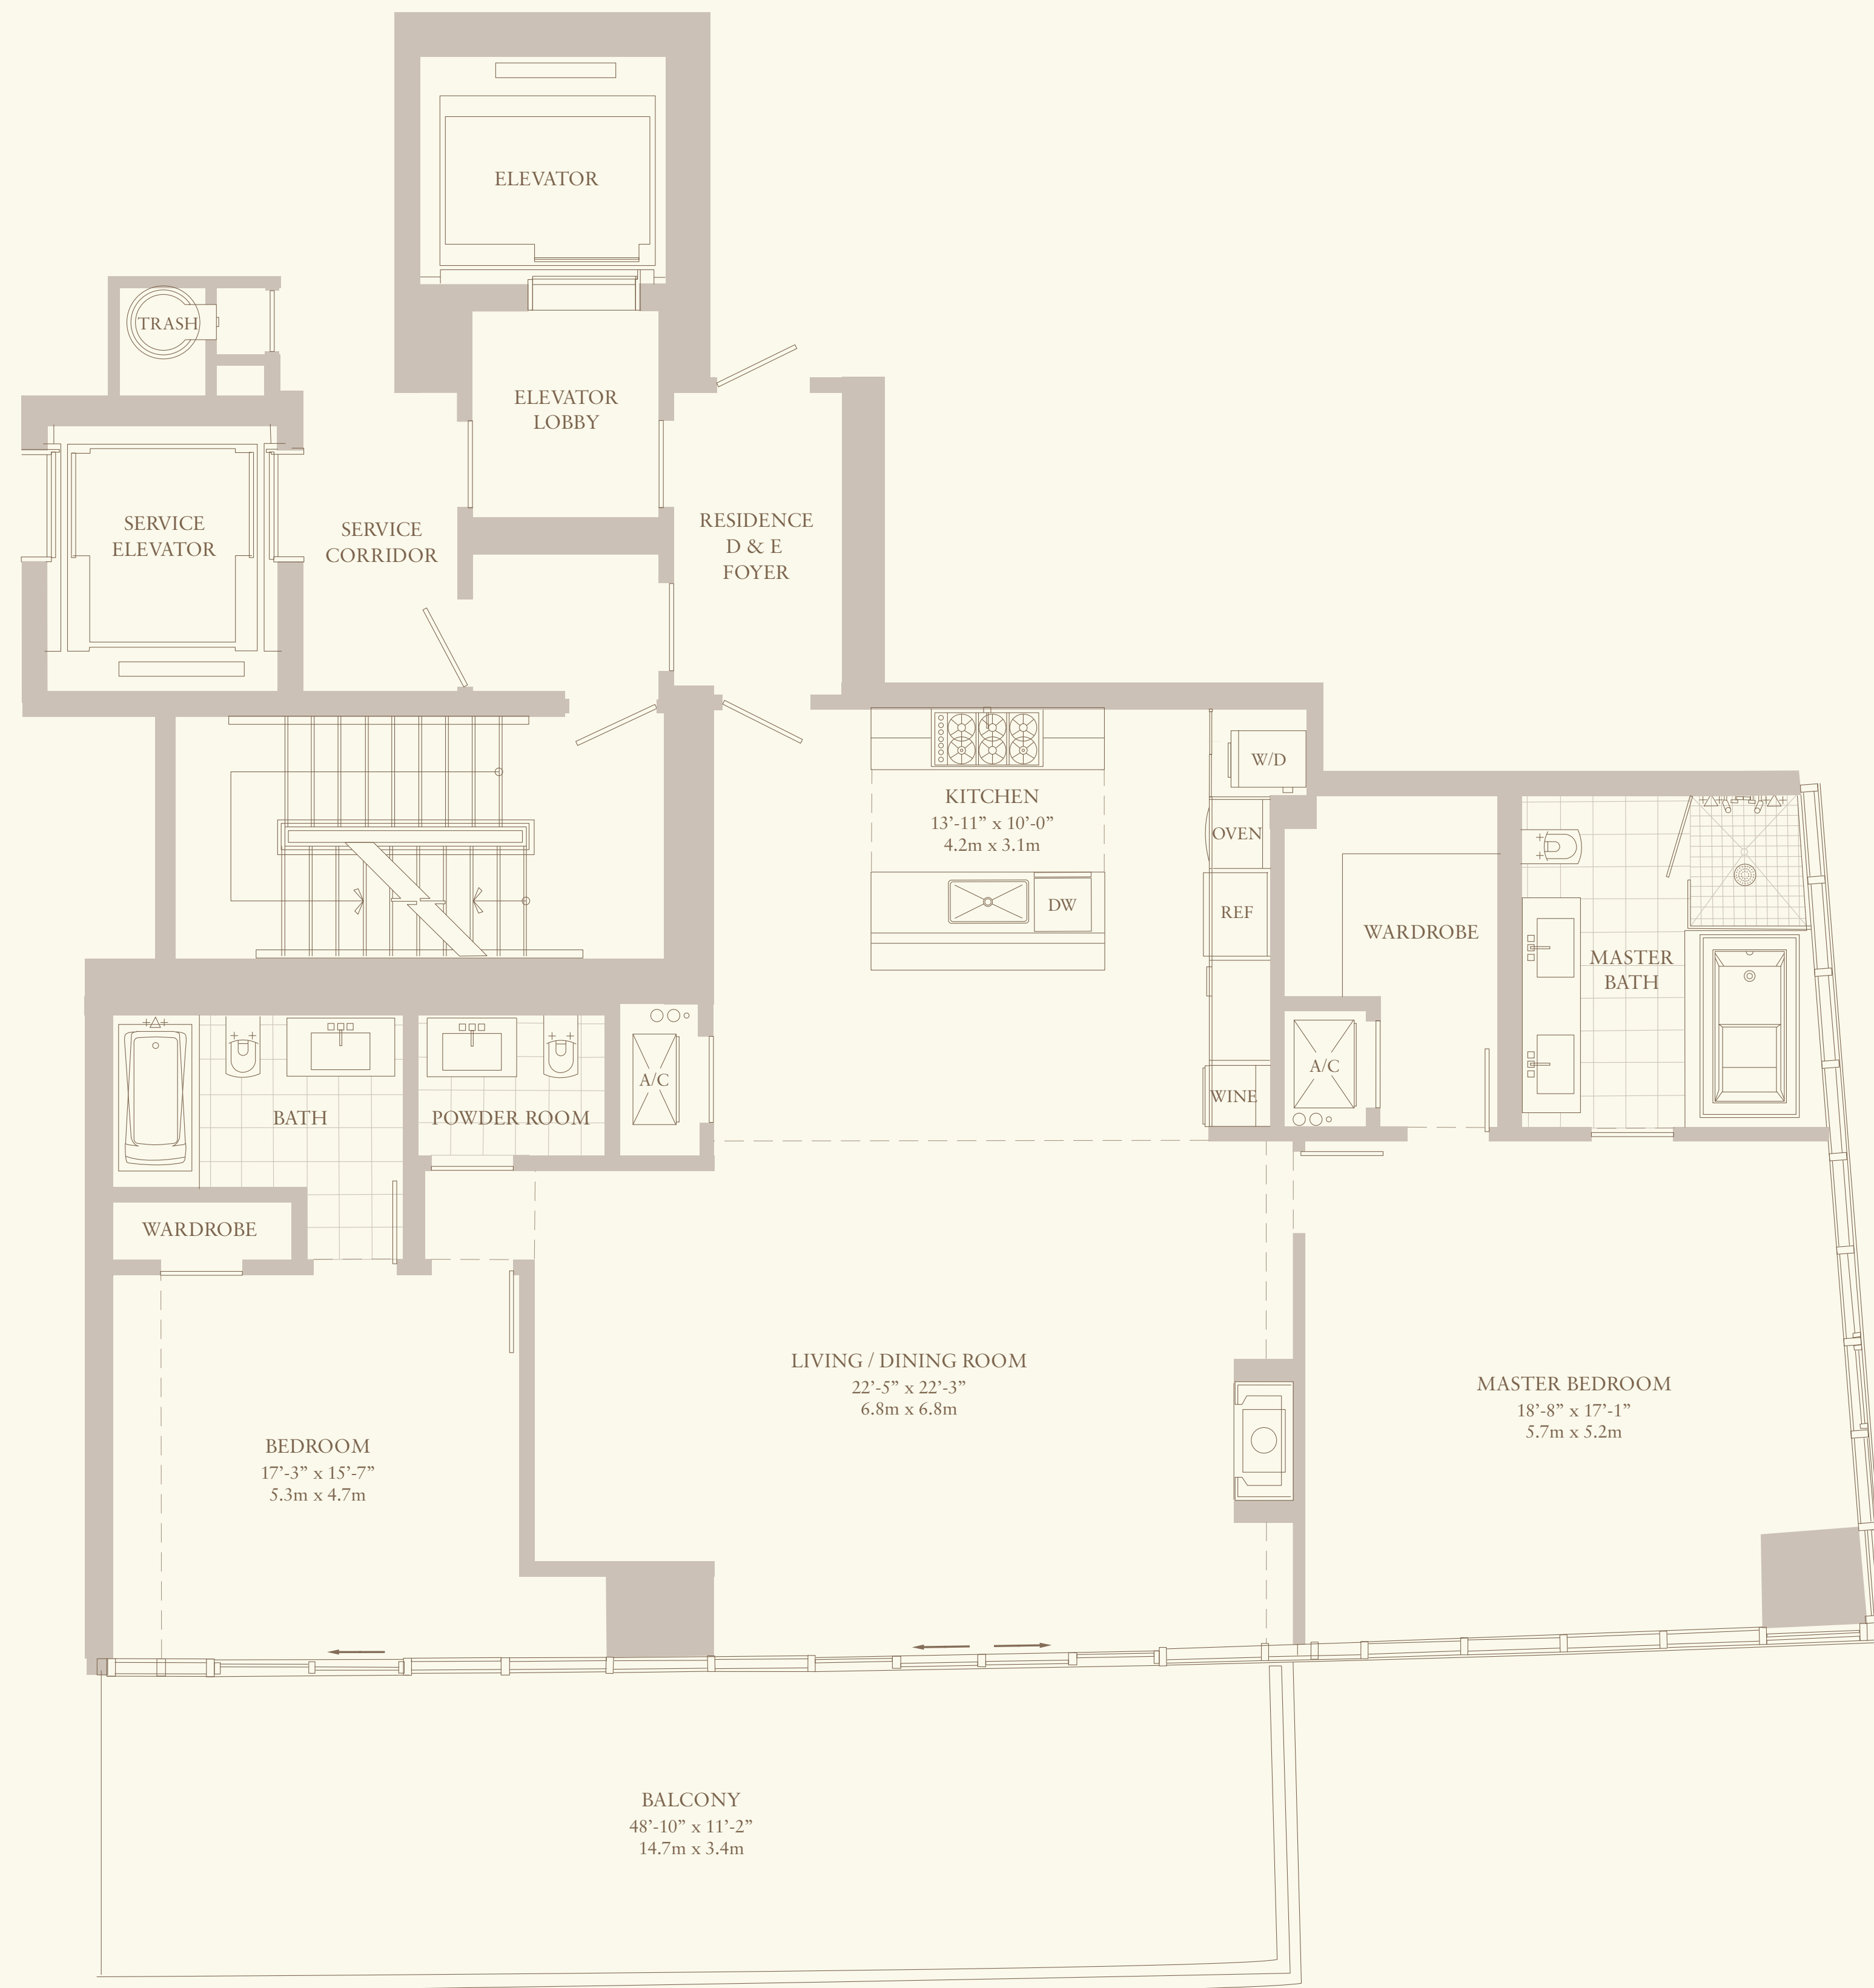 ELEVATOR
TRASH
ELEVATOR
LOBBY
SERVICE
ELEVATOR
SERVICE
CORRIDOR
RESIDENCE
D & E
FOYER
W/D
KITCHEN
13’-11” x 10’-0”
4.2m x 3.1m
OVEN
DW
REF
WARDROBE
MASTER
BATH
A/C
WINE
A/C
BATH
POWDER ROOM
WARDROBE
LIVING / DINING ROOM
22’-5” x 22’-3”
6.8m x 6.8m
MASTER BEDROOM
18’-8” x 17’-1”
5.7m x 5.2m
BEDROOM
17’-3” x 15’-7”
5.3m x 4.7m
BALCONY
48’-10” x 11’-2”
14.7m x 3.4m